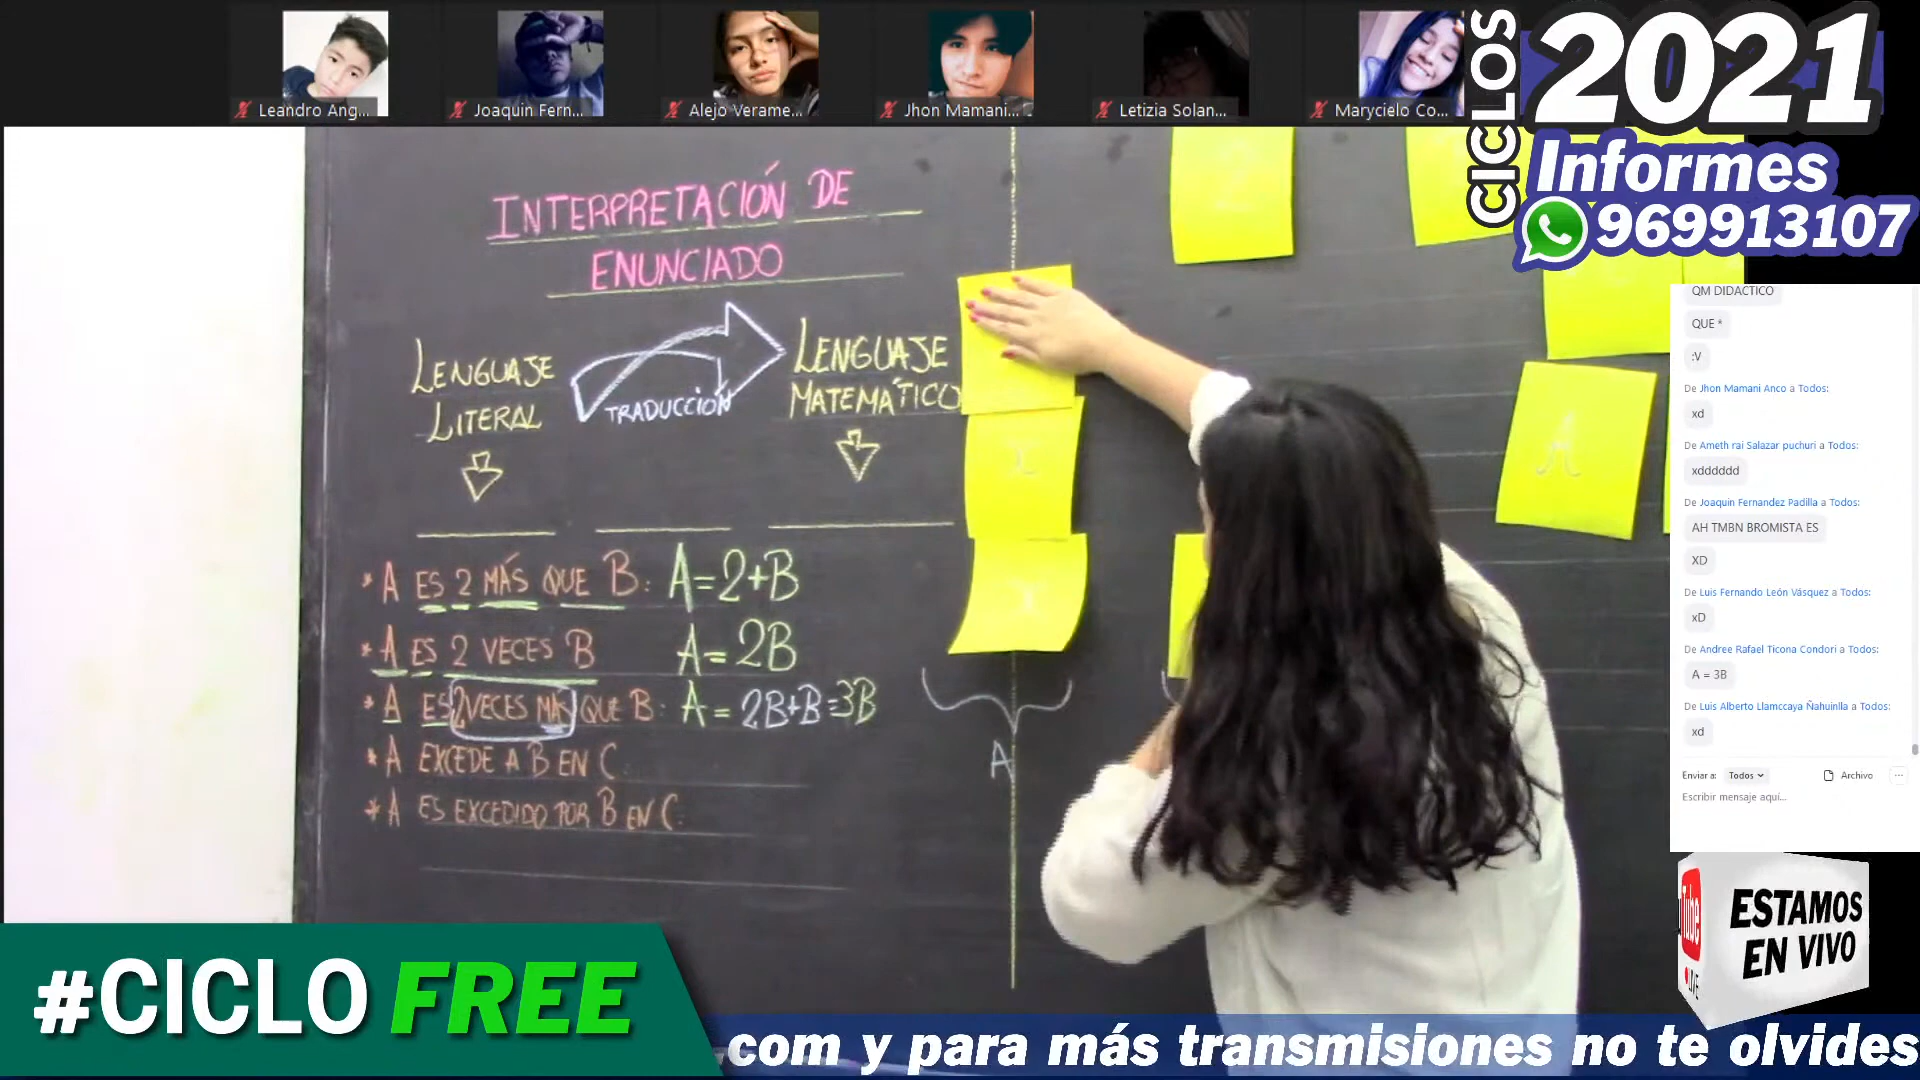 Leandro Ang...
Joaquin Fern...
Alejo Verame...
Jhon Mamani...
Letizia Solan...
Marycielo Co...
CICLOS
2021
Informes
969913107
INTERPRETACIÓN DE
ENUNCIADO
LENGUAJE
LITERAL
TRADUCCIÓN
LENGUAJE
MATEMÁTICO
* A ES 2 MÁS QUE B: A=2+B
* A ES 2 VECES B A=2B
* A ES 2 VECES MÁS QUE B: A = 2B+B=3B
* A EXCEDE A B EN C.
* A ES EXCEDIDO POR B EN C.
A
A
QM DIDACTICO
QUE *
:V
De Jhon Mamani Anco a Todos:
xd
De Ameth rai Salazar puchuri a Todos:
xdddddd
De Joaquin Fernandez Padilla a Todos:
AH TMBN BROMISTA ES
XD
De Luis Fernando León Vásquez a Todos:
xD
De Andree Rafael Ticona Condori a Todos:
A = 3B
De Luis Alberto Llamccaya Ñahuinlla a Todos:
xd
Enviar a: Todos Archivo ...
Escribir mensaje aquí...
Tube
LIVE
ESTAMOS
EN VIVO
#CICLO FREE
com y para más transmisiones no te olvides